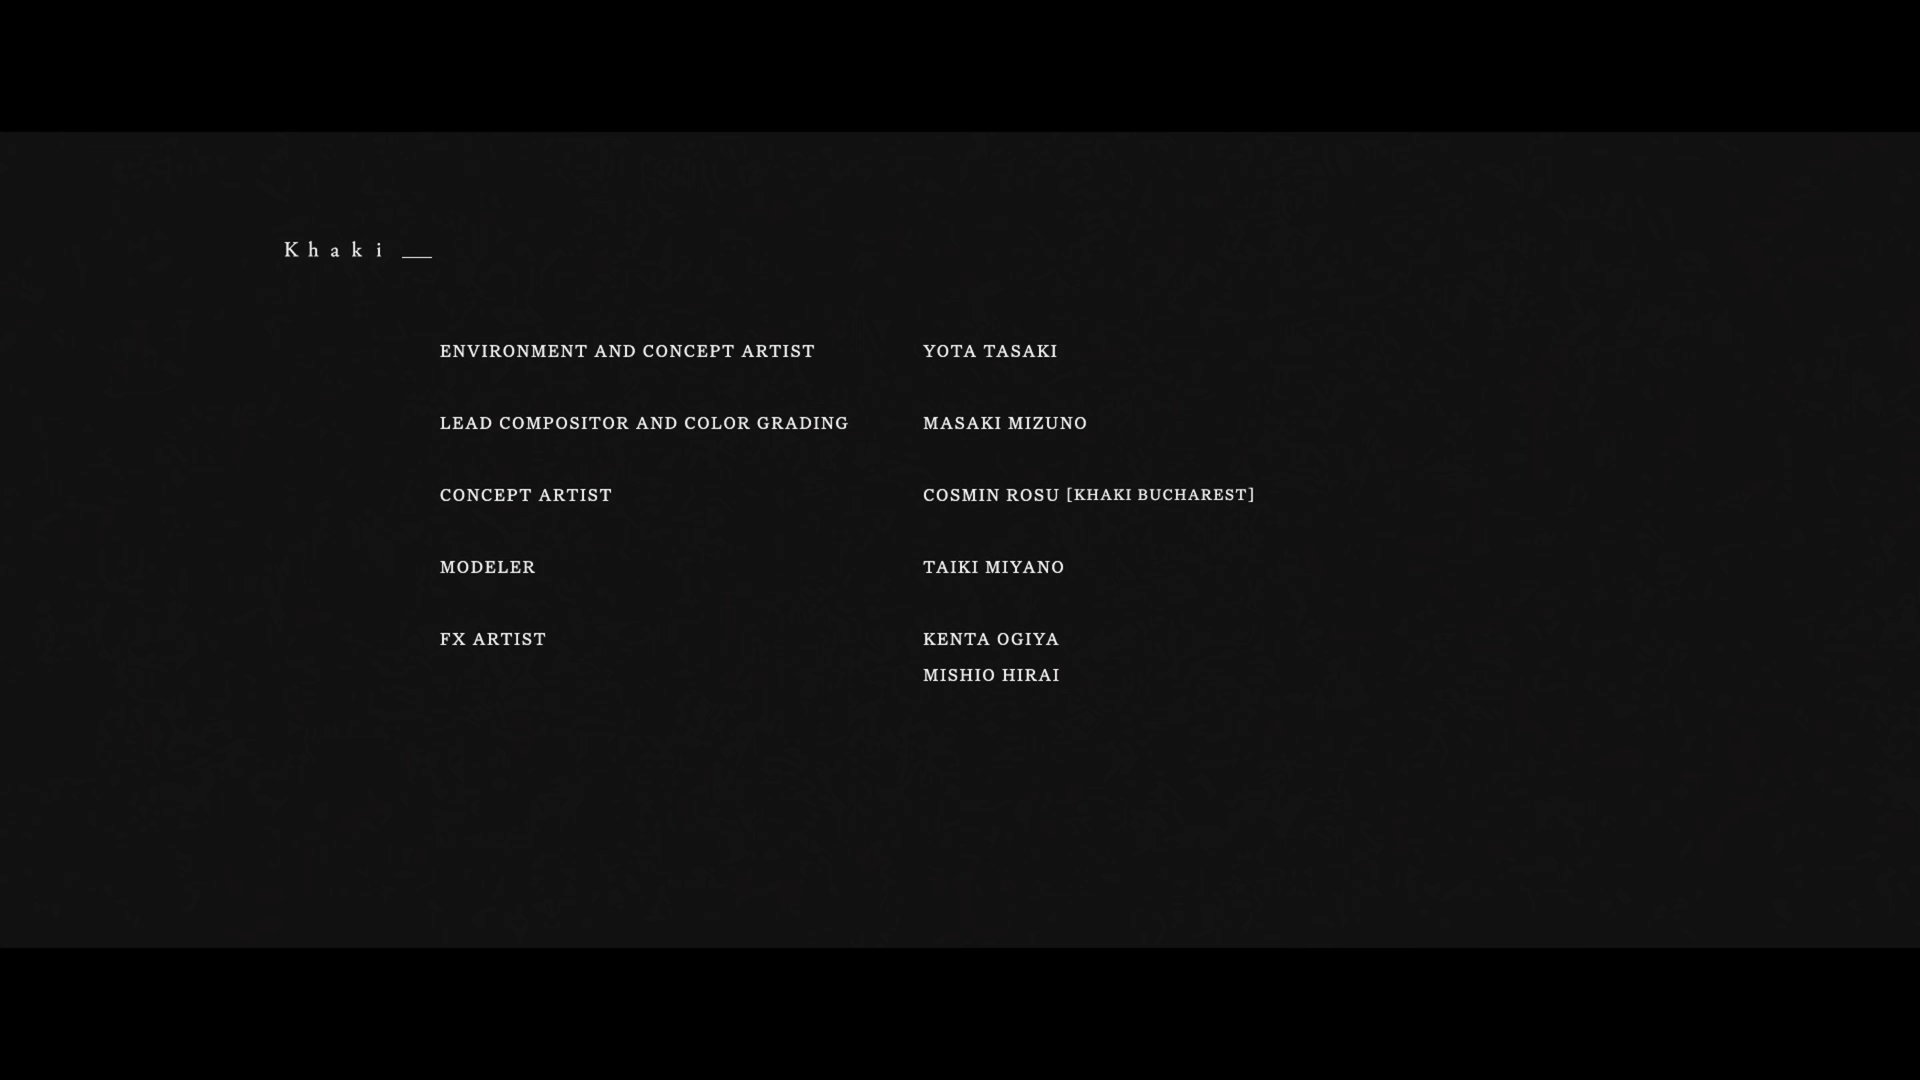 Khaki __
ENVIRONMENT AND CONCEPT ARTIST YOTA TASAKI
LEAD COMPOSITOR AND COLOR GRADING MASAKI MIZUNO
CONCEPT ARTIST COSMIN ROSU [KHAKI BUCHAREST]
MODELER TAIKI MIYANO
FX ARTIST KENTA OGIYA
MISHIO HIRAI